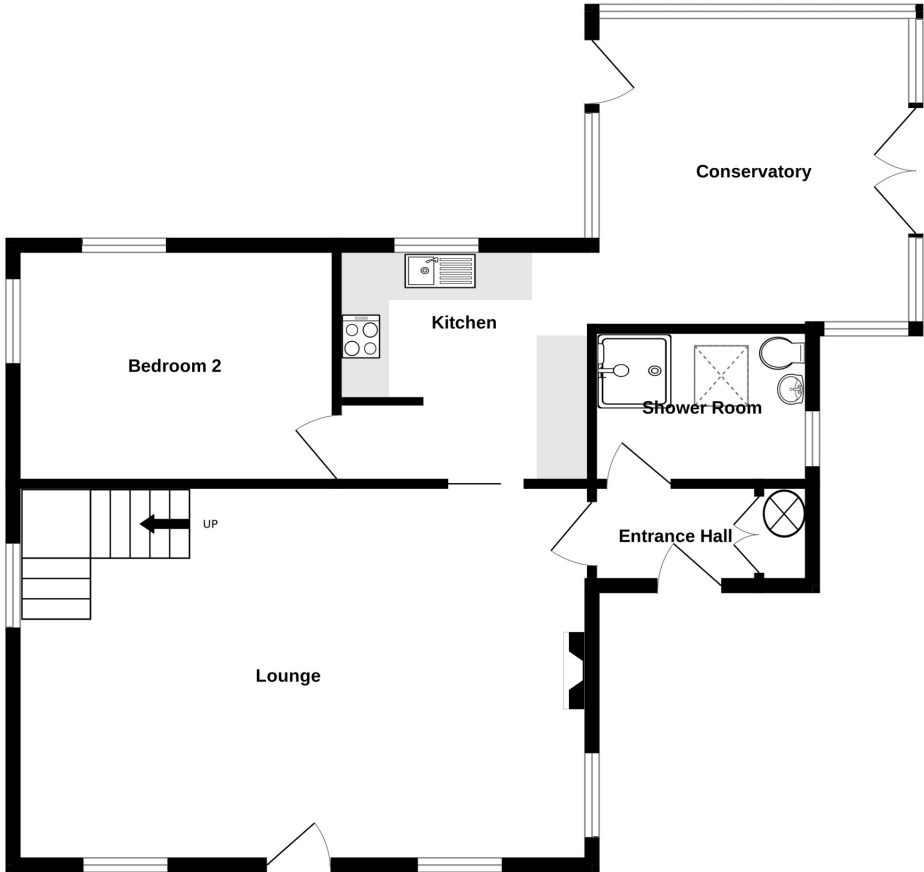 Conservatory
Kitchen
Bedroom 2
Shower Room
UP
Entrance Hall
Lounge